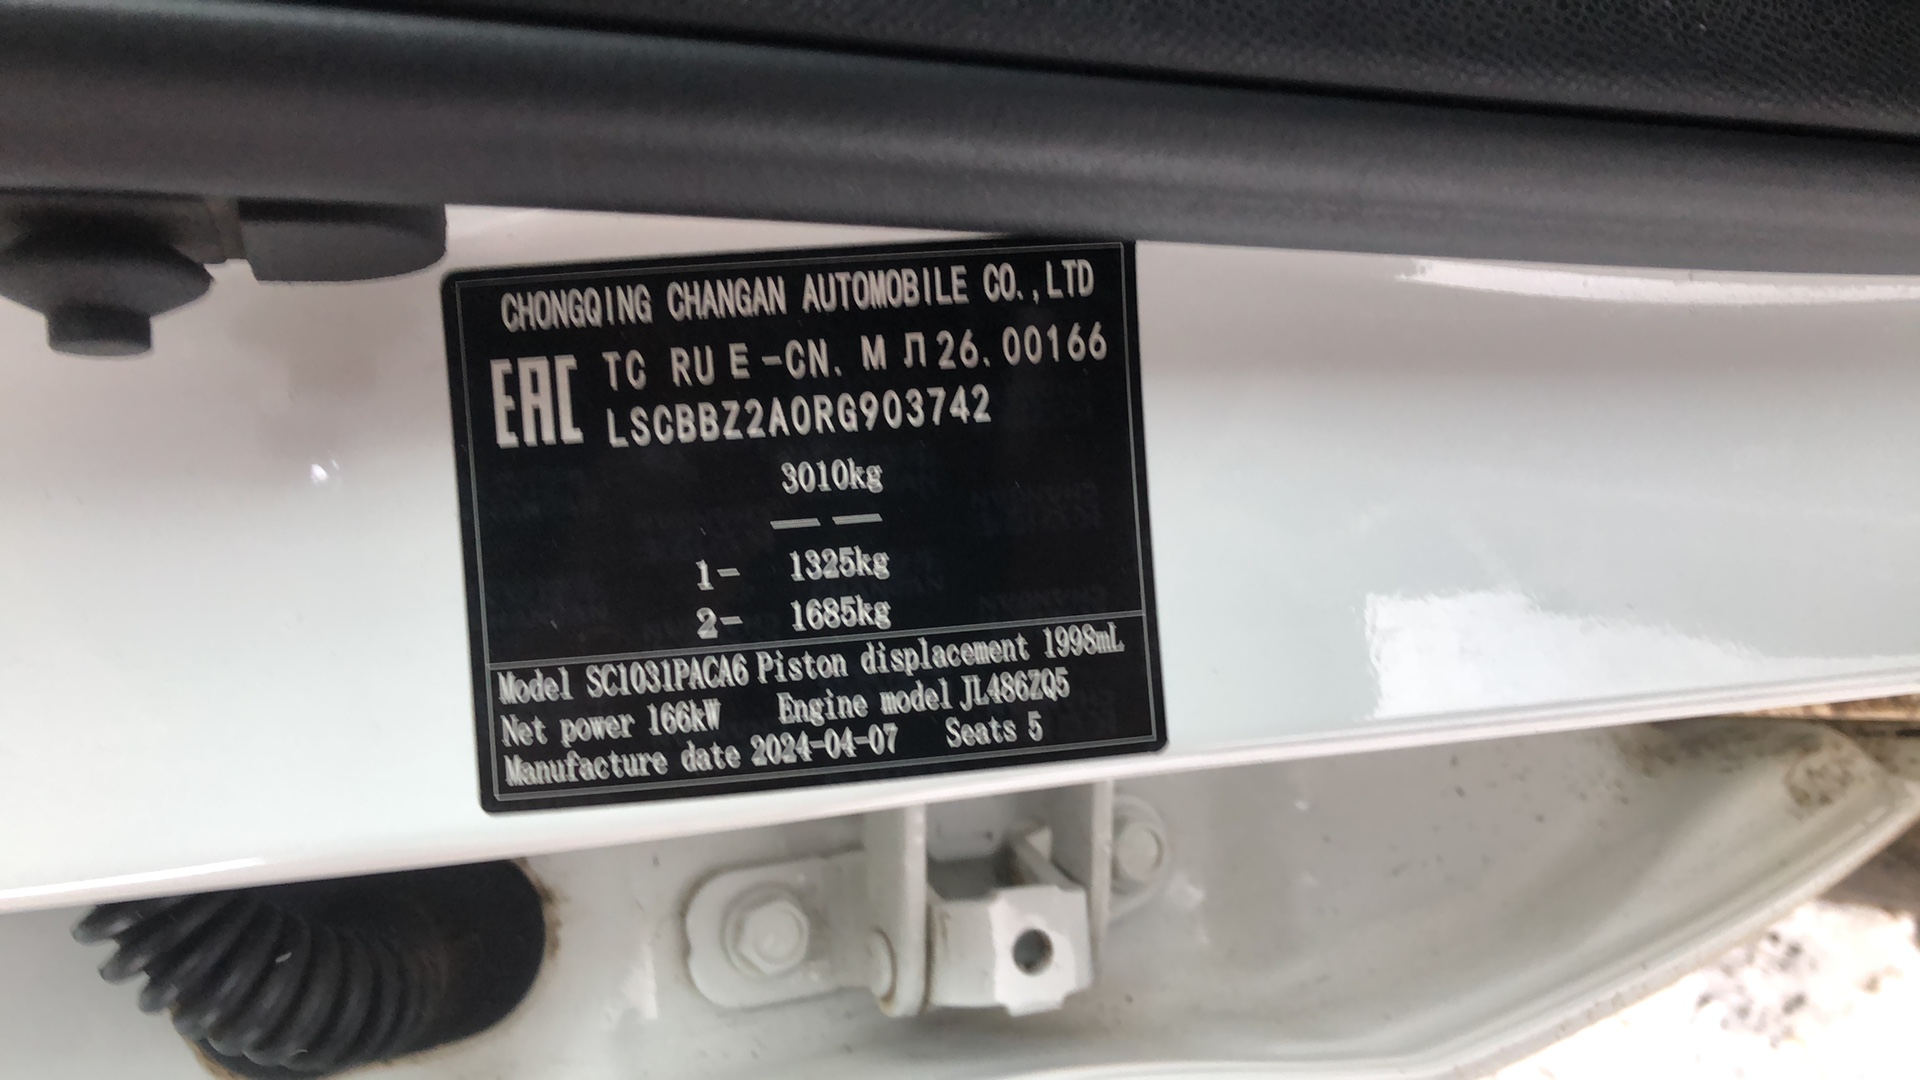 CHONGQING CHANGAN AUTOMOBILE CO.,LTD
EAC TC RU E-CN.МЛ26.00166
LSCBBZ2A0RG903742
3010kg
— —
1- 1325kg
2- 1685kg
Model SC1031PACA6 Piston displacement 1998mL
Net power 166kW Engine model JL486ZQ5
Manufacture date 2024-04-07 Seats 5